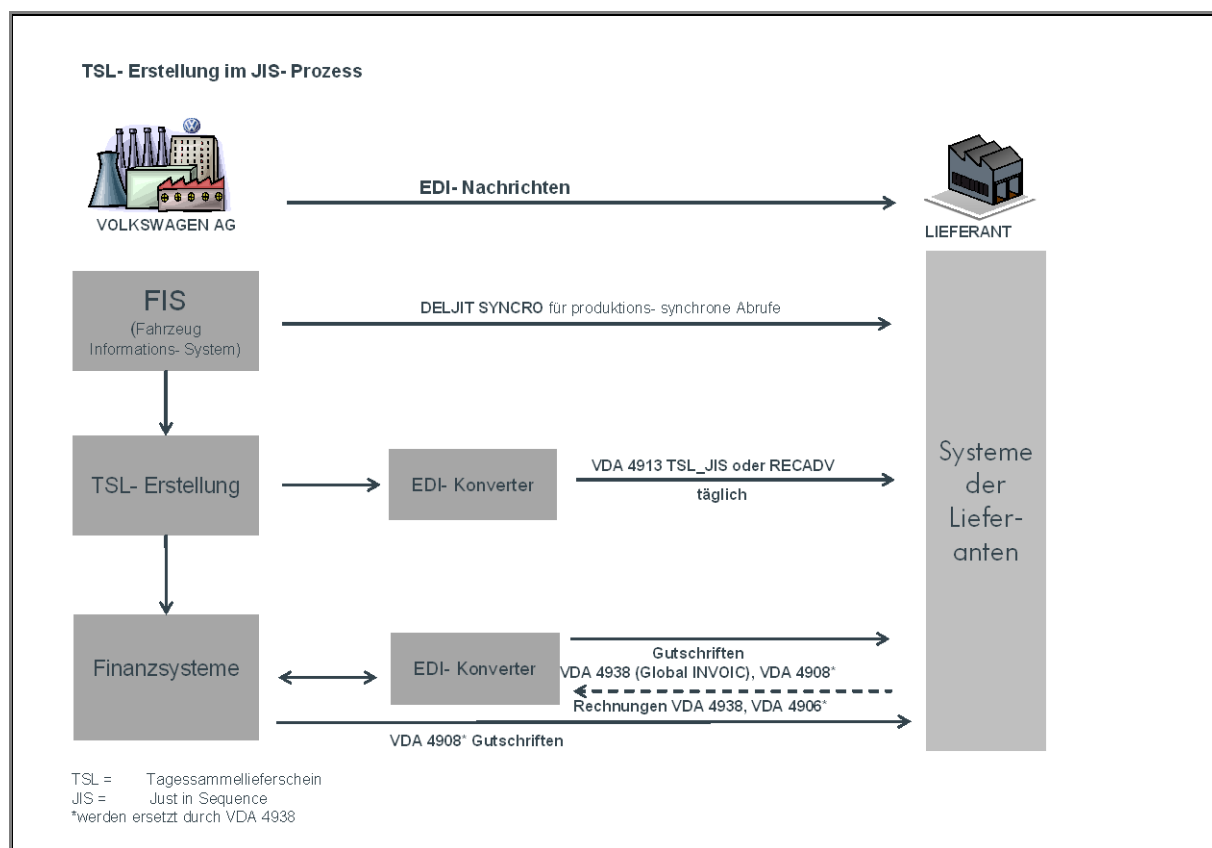 TSL- Erstellung im JIS- Prozess
VOLKSWAGEN AG
EDI- Nachrichten
LIEFERANT
FIS
(Fahrzeug
Informations- System)
DELJIT SYNCRO für produktions- synchrone Abrufe
TSL- Erstellung
EDI- Konverter
VDA 4913 TSL_JIS oder RECADV
täglich
Systeme
der
Liefer-
anten
Finanzsysteme
EDI- Konverter
Gutschriften
VDA 4938 (Global INVOIC), VDA 4908*
Rechnungen VDA 4938, VDA 4906*
VDA 4908* Gutschriften
TSL = Tagessammellieferschein
JIS = Just in Sequence
*werden ersetzt durch VDA 4938